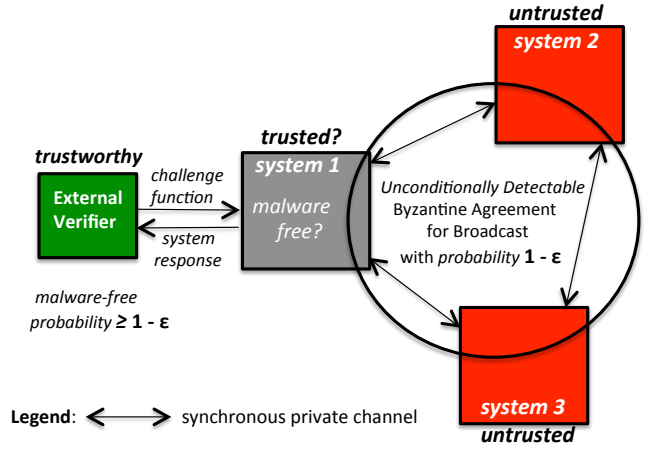 untrusted
system 2
trusted?
system 1
malware
free?
trustworthy
External
Verifier
challenge
function
system
response
malware-free
probability ≥ 1 - ε
Unconditionally Detectable
Byzantine Agreement
for Broadcast
with probability 1 - ε
system 3
untrusted
Legend: synchronous private channel